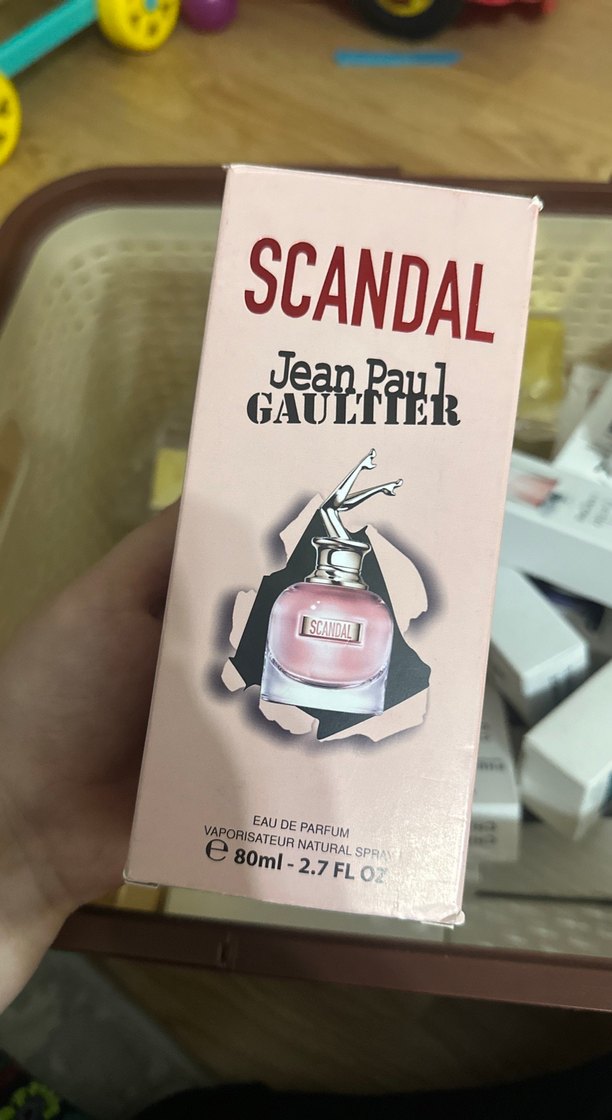 SCANDAL
Jean Paul
GAULTIER
SCANDAL
EAU DE PARFUM
VAPORISATEUR NATURAL SPRAY
℮ 80ml - 2.7 FL OZ